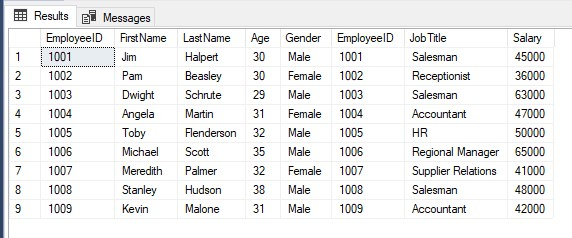 Results Messages
EmployeeID FirstName LastName Age Gender EmployeeID JobTitle Salary
1 1001 Jim Halpert 30 Male 1001 Salesman 45000
2 1002 Pam Beasley 30 Female 1002 Receptionist 36000
3 1003 Dwight Schrute 29 Male 1003 Salesman 63000
4 1004 Angela Martin 31 Female 1004 Accountant 47000
5 1005 Toby Flenderson 32 Male 1005 HR 50000
6 1006 Michael Scott 35 Male 1006 Regional Manager 65000
7 1007 Meredith Palmer 32 Female 1007 Supplier Relations 41000
8 1008 Stanley Hudson 38 Male 1008 Salesman 48000
9 1009 Kevin Malone 31 Male 1009 Accountant 42000